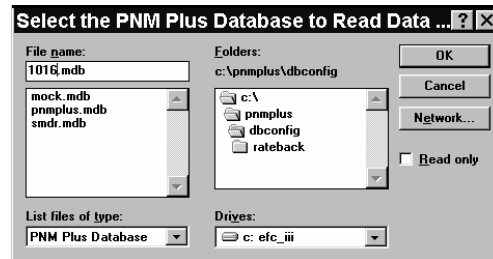 Select the PNM Plus Database to Read Data ...
File name:
1016.mdb
mock.mdb
pnmplus.mdb
smdr.mdb
List files of type:
PNM Plus Database
Folders:
c:\pnmplus\dbconfig
c:\
pnmplus
dbconfig
rateback
Drives:
c: efc_iii
OK
Cancel
Network...
Read only